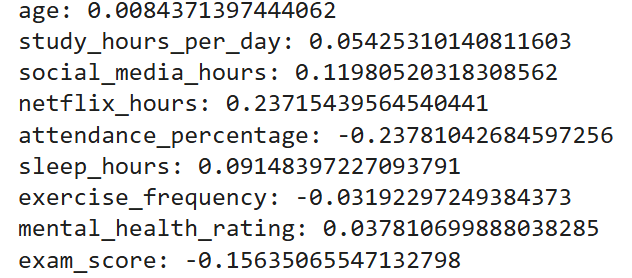 age: 0.0084371397444062
study_hours_per_day: 0.05425310140811603
social_media_hours: 0.11980520318308562
netflix_hours: 0.23715439564540441
attendance_percentage: -0.23781042684597256
sleep_hours: 0.09148397227093791
exercise_frequency: -0.03192297249384373
mental_health_rating: 0.037810699888038285
exam_score: -0.15635065547132798